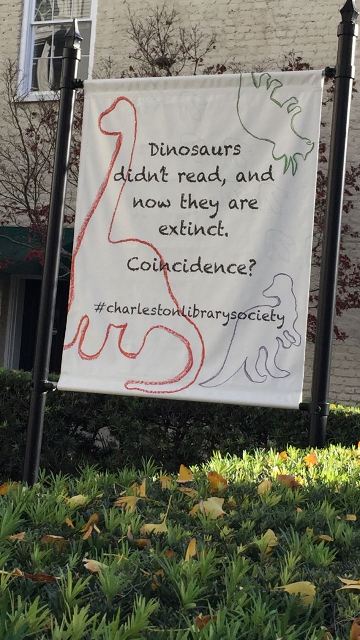 Dinosaurs
didn't read, and
now they are
extinct.
Coincidence?
#charlestonlibrarysociety